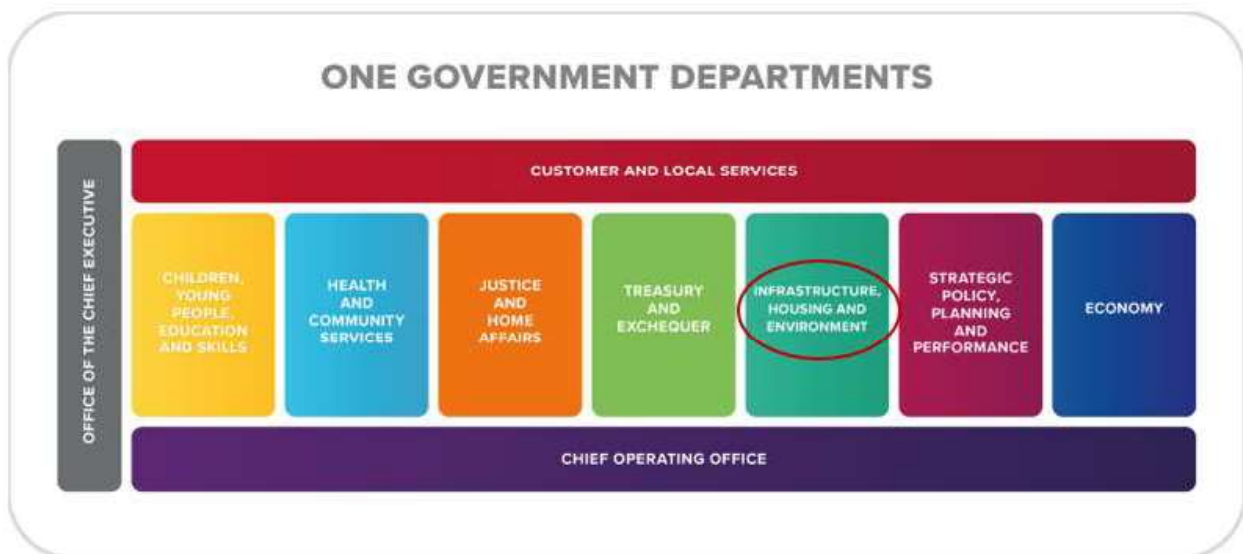 ONE GOVERNMENT DEPARTMENTS
OFFICE OF THE CHIEF EXECUTIVE
CUSTOMER AND LOCAL SERVICES
CHILDREN,
YOUNG
PEOPLE,
EDUCATION
AND SKILLS
HEALTH
AND
COMMUNITY
SERVICES
JUSTICE
AND
HOME
AFFAIRS
TREASURY
AND
EXCHEQUER
INFRASTRUCTURE,
HOUSING AND
ENVIRONMENT
STRATEGIC
POLICY,
PLANNING
AND
PERFORMANCE
ECONOMY
CHIEF OPERATING OFFICE